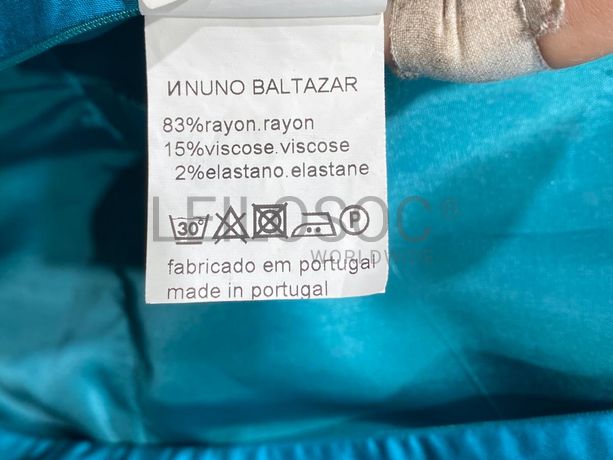 ИNUNO BALTAZAR
83%rayon.rayon
15%viscose.viscose
2%elastano.elastane
30° P
LEILOSOC®
WORLDWIDE
fabricado em portugal
made in portugal